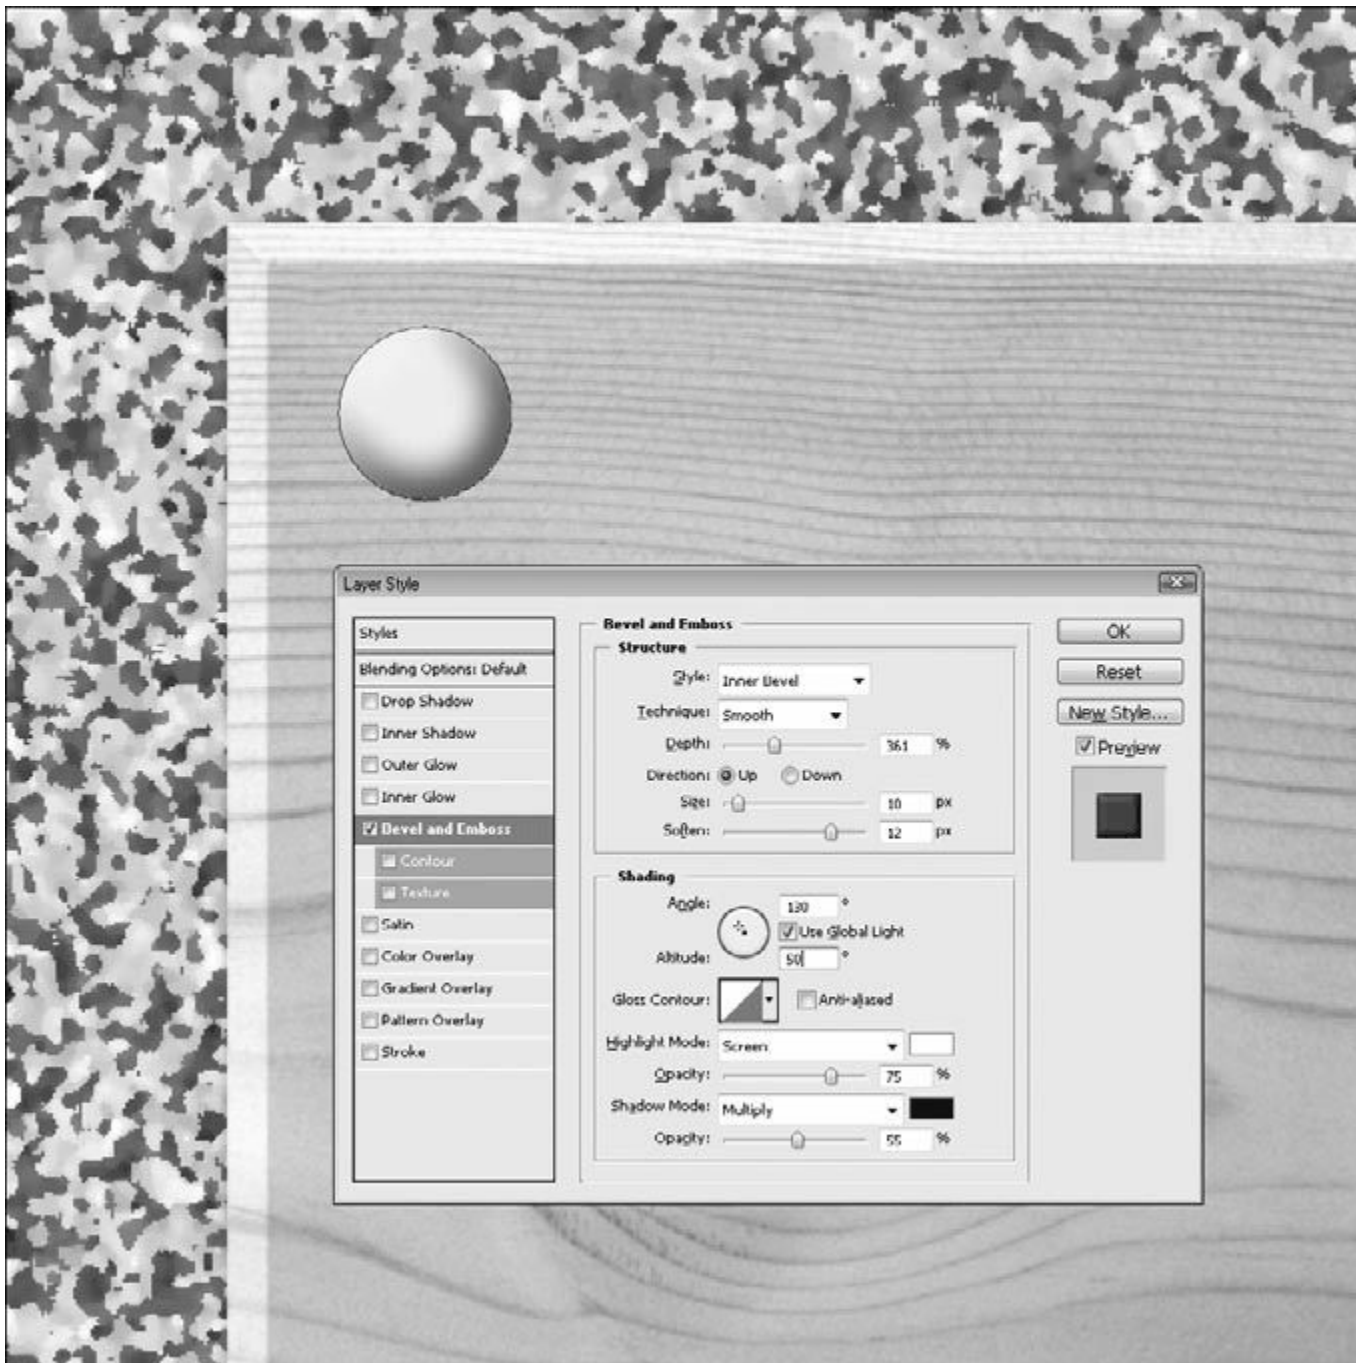 Layer Style
Styles
Blending Options: Default
Drop Shadow
Inner Shadow
Outer Glow
Inner Glow
Bevel and Emboss
Contour
Texture
Satin
Color Overlay
Gradient Overlay
Pattern Overlay
Stroke
Bevel and Emboss
Structure
Style: Inner Bevel
Technique: Smooth
Depth: 361 %
Direction: Up Down
Size: 10 px
Soften: 12 px
Shading
Angle: 130 °
Use Global Light
Altitude: 50 °
Gloss Contour: Anti-aliased
Highlight Mode: Screen
Opacity: 75 %
Shadow Mode: Multiply
Opacity: 55 %
OK
Reset
New Style...
Preview